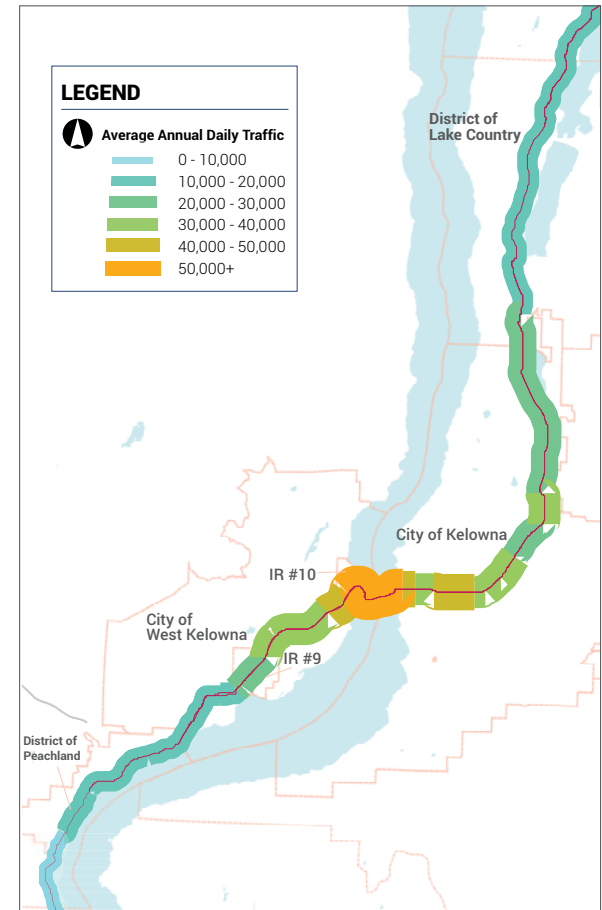 LEGEND
Average Annual Daily Traffic
0 - 10,000
10,000 - 20,000
20,000 - 30,000
30,000 - 40,000
40,000 - 50,000
50,000+
District of
Lake Country
City of Kelowna
IR #10
City of
West Kelowna
IR #9
District of
Peachland